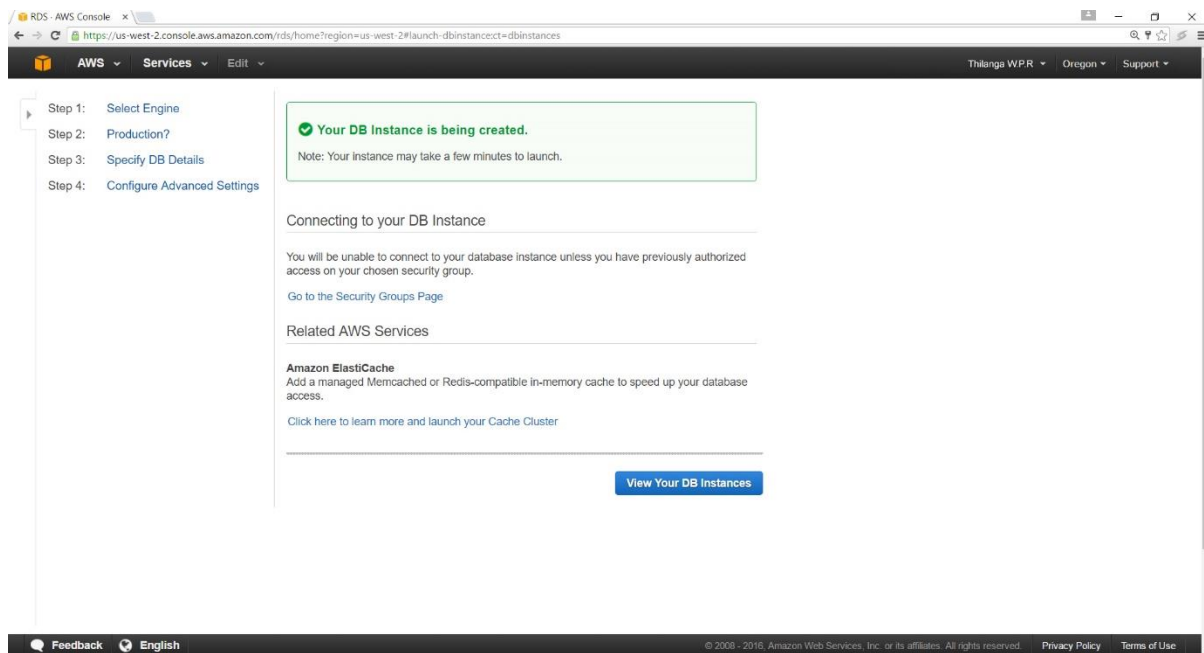 RDS · AWS Console
https://us-west-2.console.aws.amazon.com/rds/home?region=us-west-2#launch-dbinstance:ct=dbinstances
AWS Services Edit Thilanga W.P.R Oregon Support
Step 1: Select Engine
Step 2: Production?
Step 3: Specify DB Details
Step 4: Configure Advanced Settings
Your DB Instance is being created.
Note: Your instance may take a few minutes to launch.
Connecting to your DB Instance
You will be unable to connect to your database instance unless you have previously authorized
access on your chosen security group.
Go to the Security Groups Page
Related AWS Services
Amazon ElastiCache
Add a managed Memcached or Redis-compatible in-memory cache to speed up your database
access.
Click here to learn more and launch your Cache Cluster
View Your DB Instances
Feedback English © 2008 - 2016, Amazon Web Services, Inc. or its affiliates. All rights reserved. Privacy Policy Terms of Use